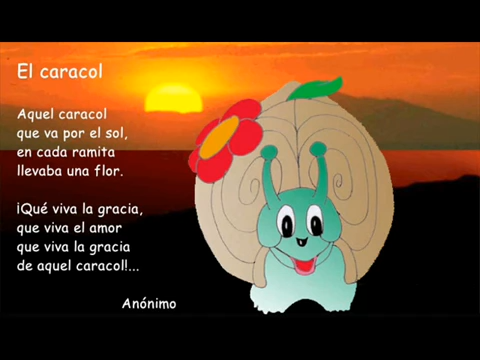 El caracol
Aquel caracol
que va por el sol,
en cada ramita
llevaba una flor.
¡Qué viva la gracia,
que viva el amor
que viva la gracia
de aquel caracol!...
Anónimo